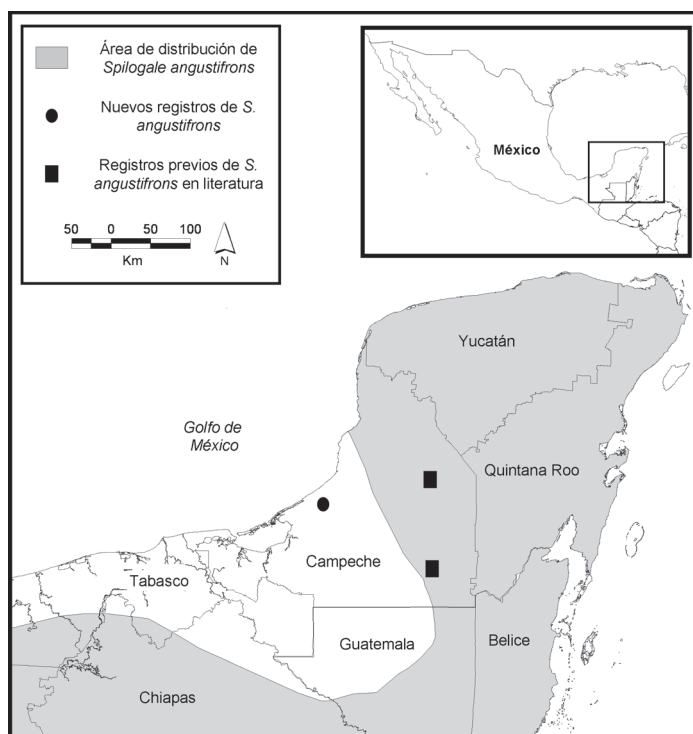 Área de distribución de
Spilogale angustifrons
Nuevos registros de S.
angustifrons
Registros previos de S.
angustifrons en literatura
50 0 50 100
Km
N
México
Yucatán
Golfo de
México
Quintana Roo
Campeche
Tabasco
Guatemala
Belice
Chiapas